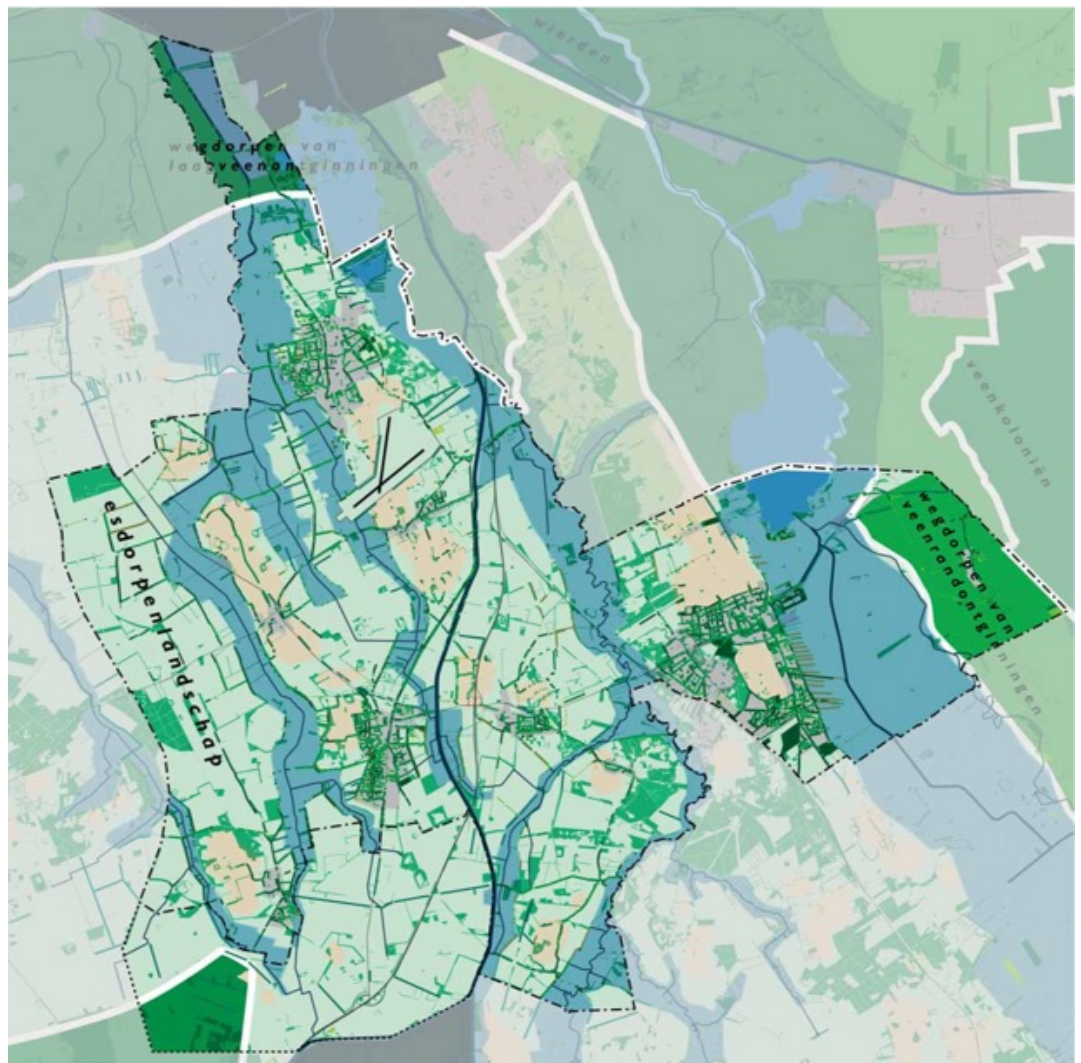 wierden
wegdorpen van
laagveenontginningen
veenkoloniën
esdorpenlandschap
wegdorpen van
veenrandontginningen